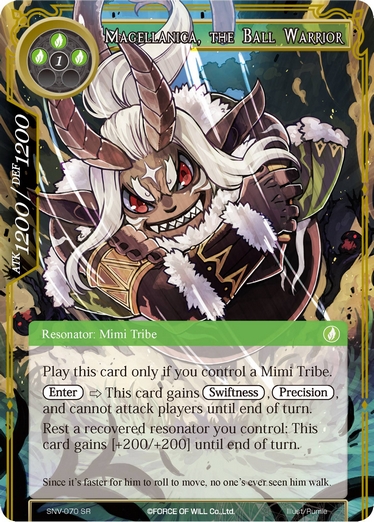 Magellanica, the Ball Warrior
1
ATK 1200 / DEF 1200
Resonator: Mimi Tribe
Play this card only if you control a Mimi Tribe.
Enter ⇨ This card gains Swiftness, Precision,
and cannot attack players until end of turn.
Rest a recovered resonator you control: This
card gains [+200/+200] until end of turn.
Since it's faster for him to roll to move, no one's ever seen him walk.
SNV-070 SR ©FORCE OF WILL Co.,Ltd. Illust/Rumie